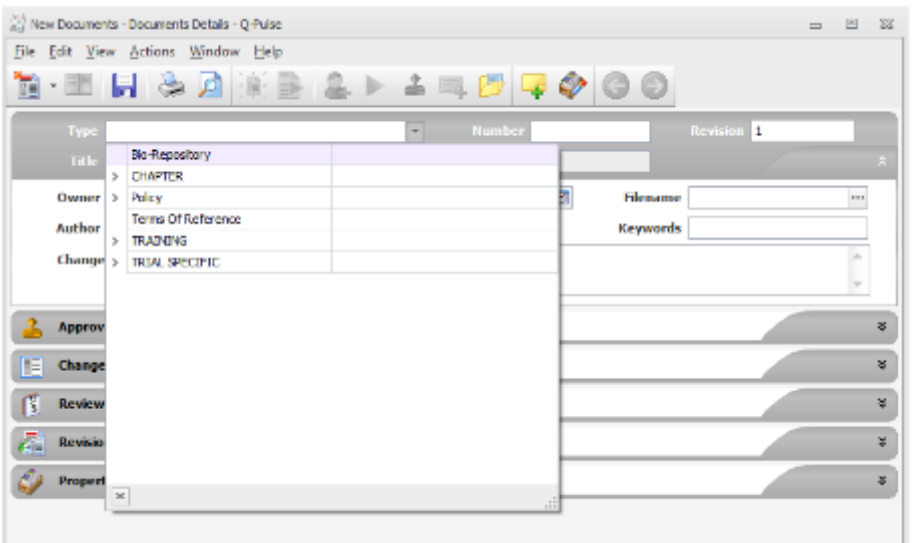 New Documents - Documents Details - Q-Pulse
File Edit View Actions Window Help
Type Number Revision 1
Title
Bio-Repository
CHAPTER
Owner Policy Filename ...
Terms Of Reference
Author Keywords
TRAINING
Change TRIAL SPECIFIC
Approv
Change
Review
Revisio
Propert